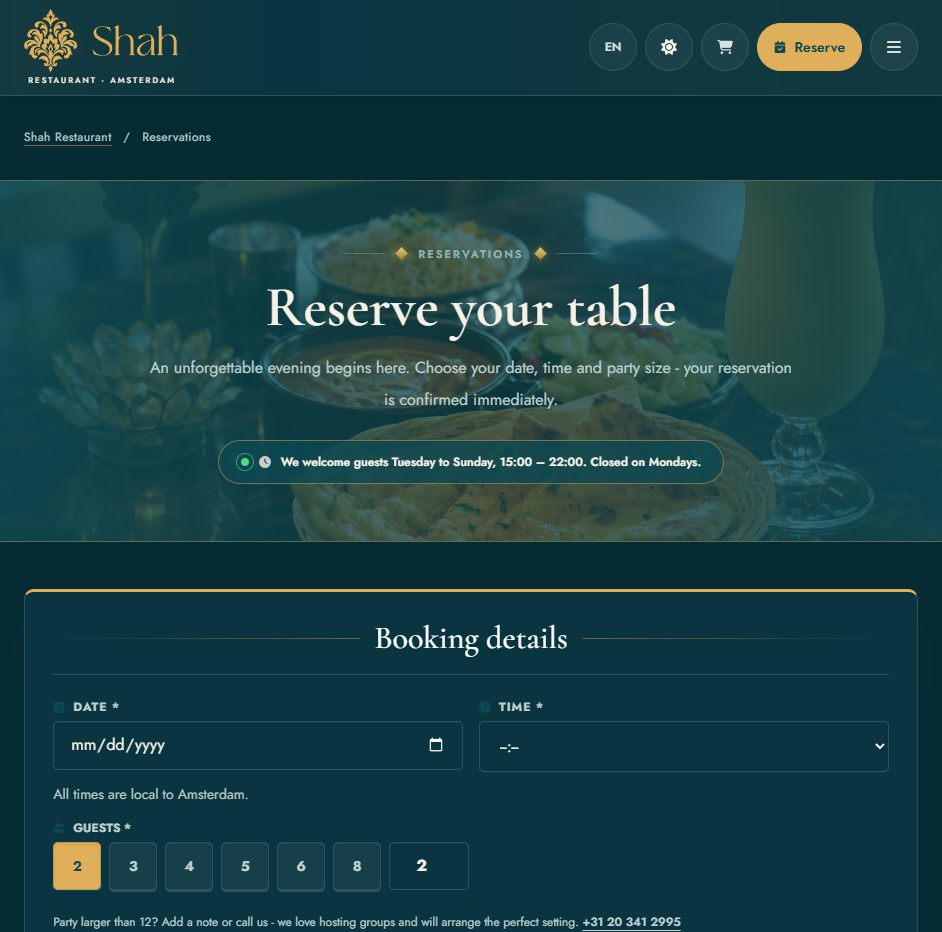 Shah
RESTAURANT · AMSTERDAM
EN
Reserve
Shah Restaurant / Reservations
RESERVATIONS
Reserve your table
An unforgettable evening begins here. Choose your date, time and party size - your reservation
is confirmed immediately.
We welcome guests Tuesday to Sunday, 15:00 – 22:00. Closed on Mondays.
Booking details
DATE * TIME *
mm/dd/yyyy –:–
All times are local to Amsterdam.
GUESTS *
2 3 4 5 6 8 2
Party larger than 12? Add a note or call us - we love hosting groups and will arrange the perfect setting. +31 20 341 2995